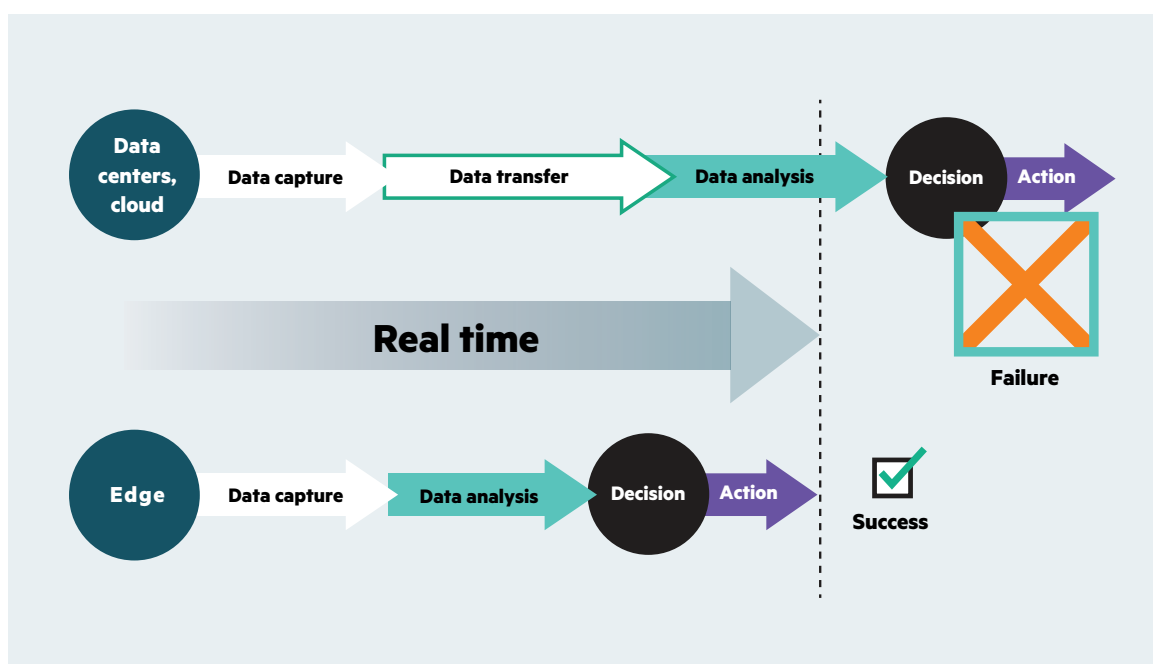 Data
centers,
cloud
Data capture
Data transfer
Data analysis
Decision
Action
Real time
Failure
Edge
Data capture
Data analysis
Decision
Action
Success